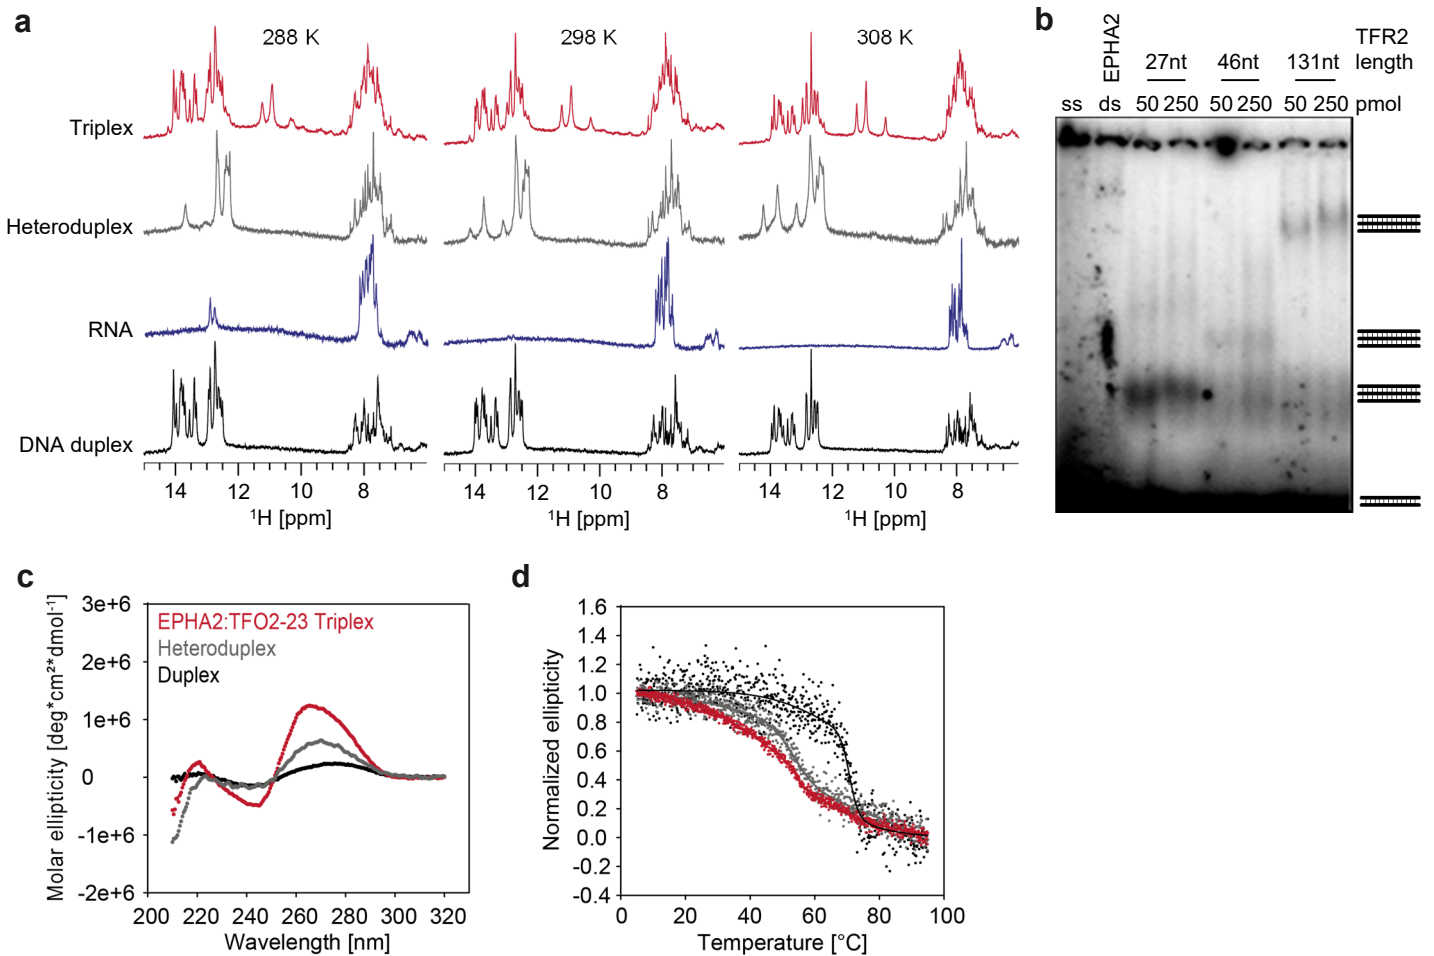 a
288 K
298 K
308 K
Triplex
Heteroduplex
RNA
DNA duplex
14 12 10 8
14 12 10 8
14 12 10 8
¹H [ppm]
¹H [ppm]
¹H [ppm]
b
EPHA2
TFR2
27nt 46nt 131nt length
ss ds 50 250 50 250 50 250 pmol
c
Molar ellipticity [deg*cm²*dmol⁻¹]
3e+6
2e+6
1e+6
0
-1e+6
-2e+6
EPHA2:TFO2-23 Triplex
Heteroduplex
Duplex
200 220 240 260 280 300 320
Wavelength [nm]
d
Normalized ellipticity
1.6
1.4
1.2
1.0
0.8
0.6
0.4
0.2
0.0
-0.2
-0.4
0 20 40 60 80 100
Temperature [°C]